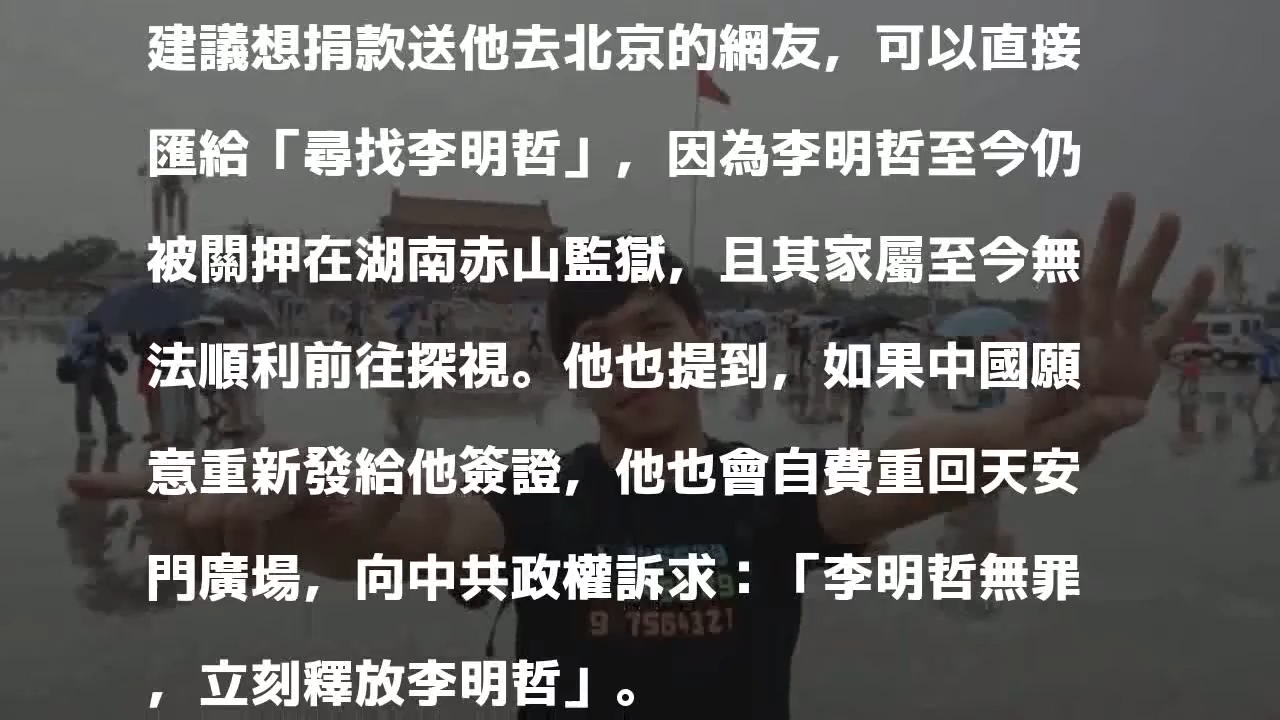 建議想捐款送他去北京的網友，可以直接
匯給「尋找李明哲」，因為李明哲至今仍
被關押在湖南赤山監獄，且其家屬至今無
法順利前往探視。他也提到，如果中國願
意重新發給他簽證，他也會自費重回天安
門廣場，向中共政權訴求：「李明哲無罪
，立刻釋放李明哲」。